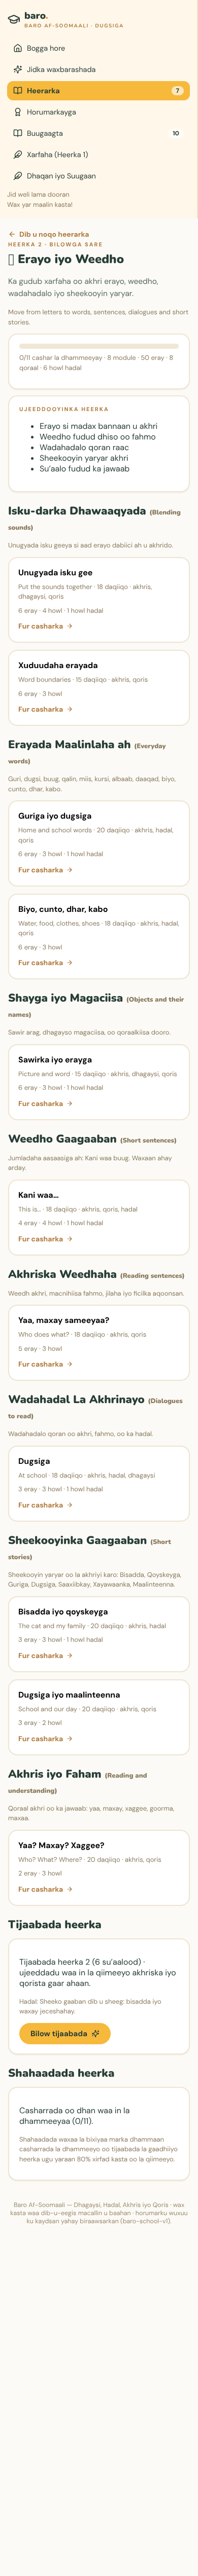 baro.
BARO AF-SOOMAALI · DUGSIGA
Bogga hore
Jidka waxbarashada
Heerarka 7
Horumarkayga
Buugaagta 10
Xarfaha (Heerka 1)
Dhaqan iyo Suugaan
Jid weli lama dooran
Wax yar maalin kasta!
← Dib u noqo heerarka
HEERKA 2 · BILOWGA SARE
Erayo iyo Weedho
Ka gudub xarfaha oo akhri erayo, weedho,
wadahadalo iyo sheekooyin yaryar.
Move from letters to words, sentences, dialogues and short
stories.
0/11 cashar la dhammeeyay · 8 module · 50 eray · 8
qoraal · 6 howl hadal
UJEEDDOOYINKA HEERKA
• Erayo si madax bannaan u akhri
• Weedho fudud dhiso oo fahmo
• Wadahadalo qoran raac
• Sheekooyin yaryar akhri
• Su'aalo fudud ka jawaab
Isku-darka Dhawaaqyada (Blending
sounds)
Unugyada isku geeya si aad erayo dabiici ah u akhrido.
Unugyada isku gee
Put the sounds together · 18 daqiiqo · akhris,
dhagaysi, qoris
6 eray · 4 howl · 1 howl hadal
Fur casharka →
Xuduudaha erayada
Word boundaries · 15 daqiiqo · akhris, qoris
6 eray · 3 howl
Fur casharka →
Erayada Maalinlaha ah (Everyday
words)
Guri, dugsi, buug, qalin, miis, kursi, albaab, daaqad, biyo,
cunto, dhar, kabo.
Guriga iyo dugsiga
Home and school words · 20 daqiiqo · akhris, hadal,
qoris
6 eray · 3 howl · 1 howl hadal
Fur casharka →
Biyo, cunto, dhar, kabo
Water, food, clothes, shoes · 18 daqiiqo · akhris, hadal,
qoris
6 eray · 3 howl
Fur casharka →
Shayga iyo Magaciisa (Objects and their
names)
Sawir arag, dhagayso magaciisa, oo qoraalkiisa dooro.
Sawirka iyo erayga
Picture and word · 15 daqiiqo · akhris, dhagaysi, qoris
6 eray · 3 howl · 1 howl hadal
Fur casharka →
Weedho Gaagaaban (Short sentences)
Jumladaha aasaasiga ah: Kani waa buug. Waxaan ahay
arday.
Kani waa...
This is... · 18 daqiiqo · akhris, qoris, hadal
4 eray · 4 howl · 1 howl hadal
Fur casharka →
Akhriska Weedhaha (Reading sentences)
Weedh akhri, macnihiisa fahmo, jilaha iyo ficilka aqoonsan.
Yaa, maxay sameeyaa?
Who does what? · 18 daqiiqo · akhris, qoris
5 eray · 3 howl
Fur casharka →
Wadahadal La Akhrinayo (Dialogues
to read)
Wadahadalo qoran oo akhri, fahmo, oo ka hadal.
Dugsiga
At school · 18 daqiiqo · akhris, hadal, dhagaysi
3 eray · 3 howl · 1 howl hadal
Fur casharka →
Sheekooyinka Gaagaaban (Short
stories)
Sheekooyin yaryar oo la akhriyi karo: Bisadda, Qoyskeyga,
Guriga, Dugsiga, Saaxiibkay, Xayawaanka, Maalinteenna.
Bisadda iyo qoyskeyga
The cat and my family · 20 daqiiqo · akhris, hadal
3 eray · 3 howl · 1 howl hadal
Fur casharka →
Dugsiga iyo maalinteenna
School and our day · 20 daqiiqo · akhris, qoris
3 eray · 2 howl
Fur casharka →
Akhris iyo Faham (Reading and
understanding)
Qoraal akhri oo ka jawaab: yaa, maxay, xaggee, goorma,
maxaa.
Yaa? Maxay? Xaggee?
Who? What? Where? · 20 daqiiqo · akhris, qoris
2 eray · 3 howl
Fur casharka →
Tijaabada heerka
Tijaabada heerka 2 (6 su'aalood) ·
ujeeddadu waa in la qiimeeyo akhriska iyo
qorista gaar ahaan.
Hadal: Sheeko gaaban dib u sheeg: bisadda iyo
waxay jeceshahay.
Bilow tijaabada
Shahaadada heerka
Casharrada oo dhan waa in la
dhammeeyaa (0/11).
Shahaadada waxaa la bixiyaa marka dhammaan
casharrada la dhammeeyo oo tijaabada la gaadhiiyo
heerka ugu yaraan 80% xirfad kasta oo la qiimeeyo.
Baro Af-Soomaali — Dhagaysi, Hadal, Akhris iyo Qoris · wax
kasta waa dib-u-eegis macallin u baahan · horumarku wuxuu
ku kaydsan yahay biraawsarkan (baro-school-v1).